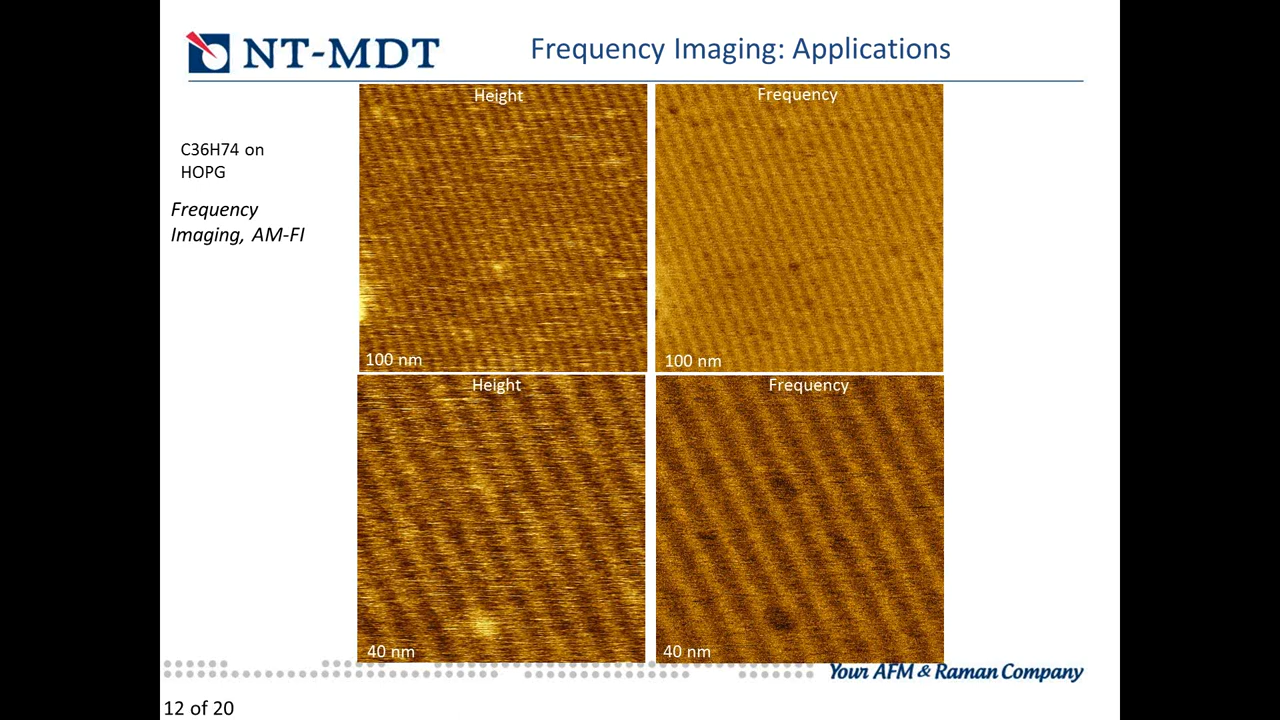 NT-MDT
Frequency Imaging: Applications
Height
Frequency
C36H74 on
HOPG
Frequency
Imaging, AM-FI
100 nm
100 nm
Height
Frequency
40 nm
40 nm
Your AFM & Raman Company
12 of 20